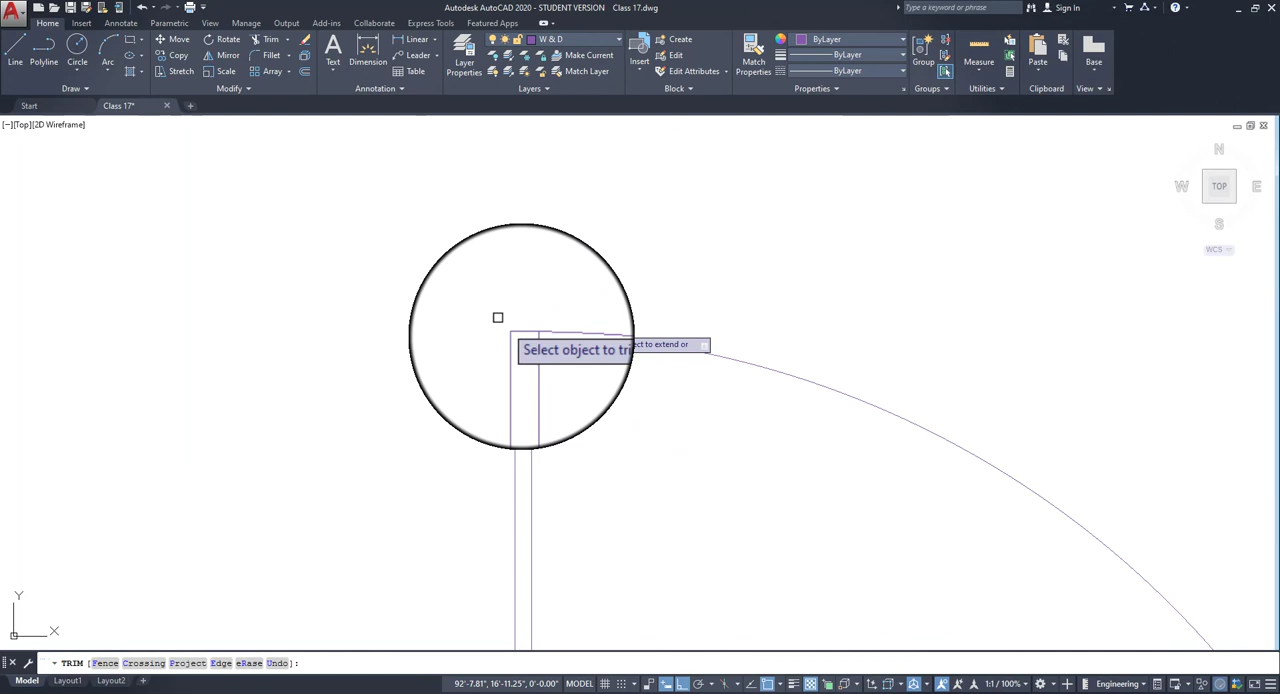 Autodesk AutoCAD 2020 - STUDENT VERSION Class 17.dwg
Type a keyword or phrase
Sign In
Home Insert Annotate Parametric View Manage Output Add-ins Collaborate Express Tools Featured Apps
Line
Polyline
Circle
Arc
Move
Rotate
Trim
Copy
Mirror
Fillet
Stretch
Scale
Array
Text
Dimension
Linear
Leader
Table
Layer
Properties
W & D
Make Current
Match Layer
Insert
Create
Edit
Edit Attributes
Match
Properties
ByLayer
ByLayer
ByLayer
Group
Measure
Paste
Base
Draw
Modify
Annotation
Layers
Block
Properties
Groups
Utilities
Clipboard
View
Start
Class 17*
[−][Top][2D Wireframe]
N
W
TOP
E
S
WCS
Select object to tri
ect to extend or
Y
X
TRIM [Fence Crossing Project Edge eRase Undo]:
Model Layout1 Layout2
92'-7.81", 16'-11.25", 0'-0.00" MODEL
1:1 / 100%
Engineering